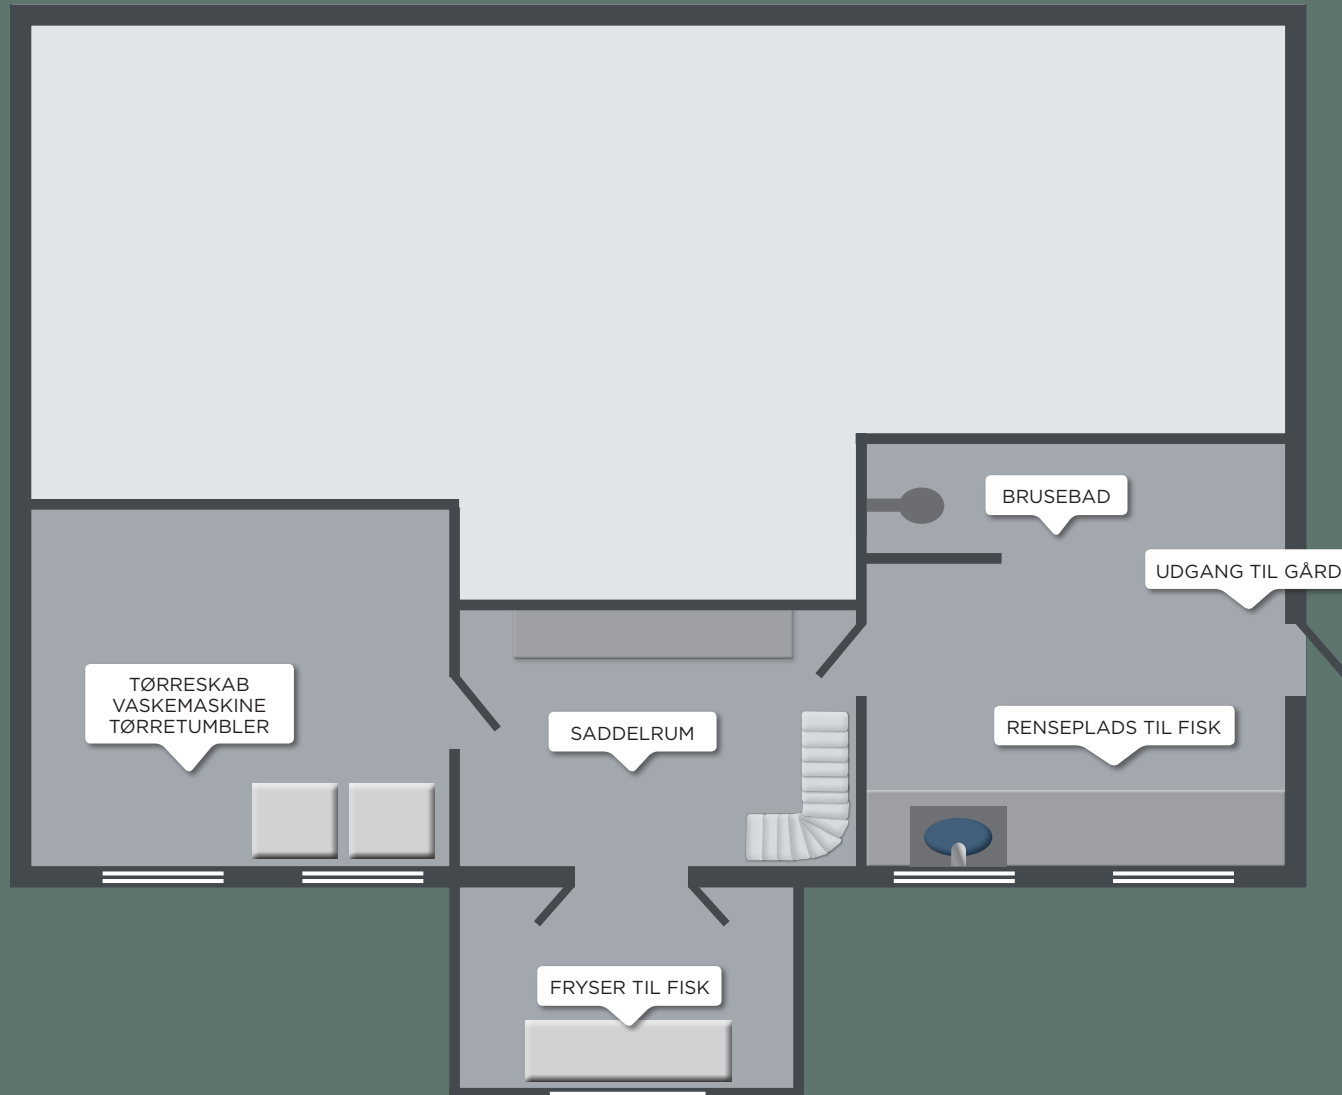 BRUSEBAD
UDGANG TIL GÅRD
TØRRESKAB
VASKEMASKINE
TØRRETUMBLER
SADDELRUM
RENSEPLADS TIL FISK
FRYSER TIL FISK